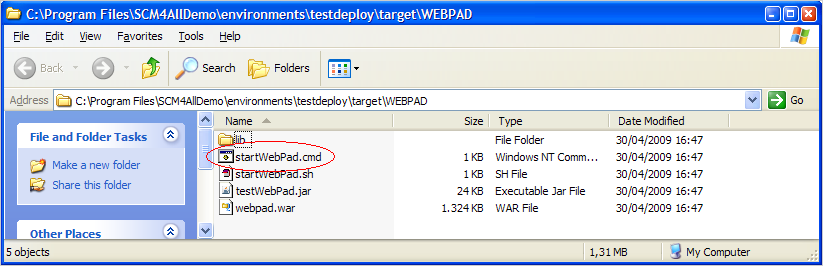 C:\Program Files\SCM4AllDemo\environments\testdeploy\target\WEBPAD
File Edit View Favorites Tools Help
Back Search Folders
Address C:\Program Files\SCM4AllDemo\environments\testdeploy\target\WEBPAD Go
File and Folder Tasks
Make a new folder
Share this folder
Other Places
Name Size Type Date Modified
lib File Folder 30/04/2009 16:47
startWebPad.cmd 1 KB Windows NT Comm... 30/04/2009 16:47
startWebPad.sh 1 KB SH File 30/04/2009 16:47
testWebPad.jar 24 KB Executable Jar File 30/04/2009 16:47
webpad.war 1.324 KB WAR File 30/04/2009 16:47
5 objects 1,31 MB My Computer